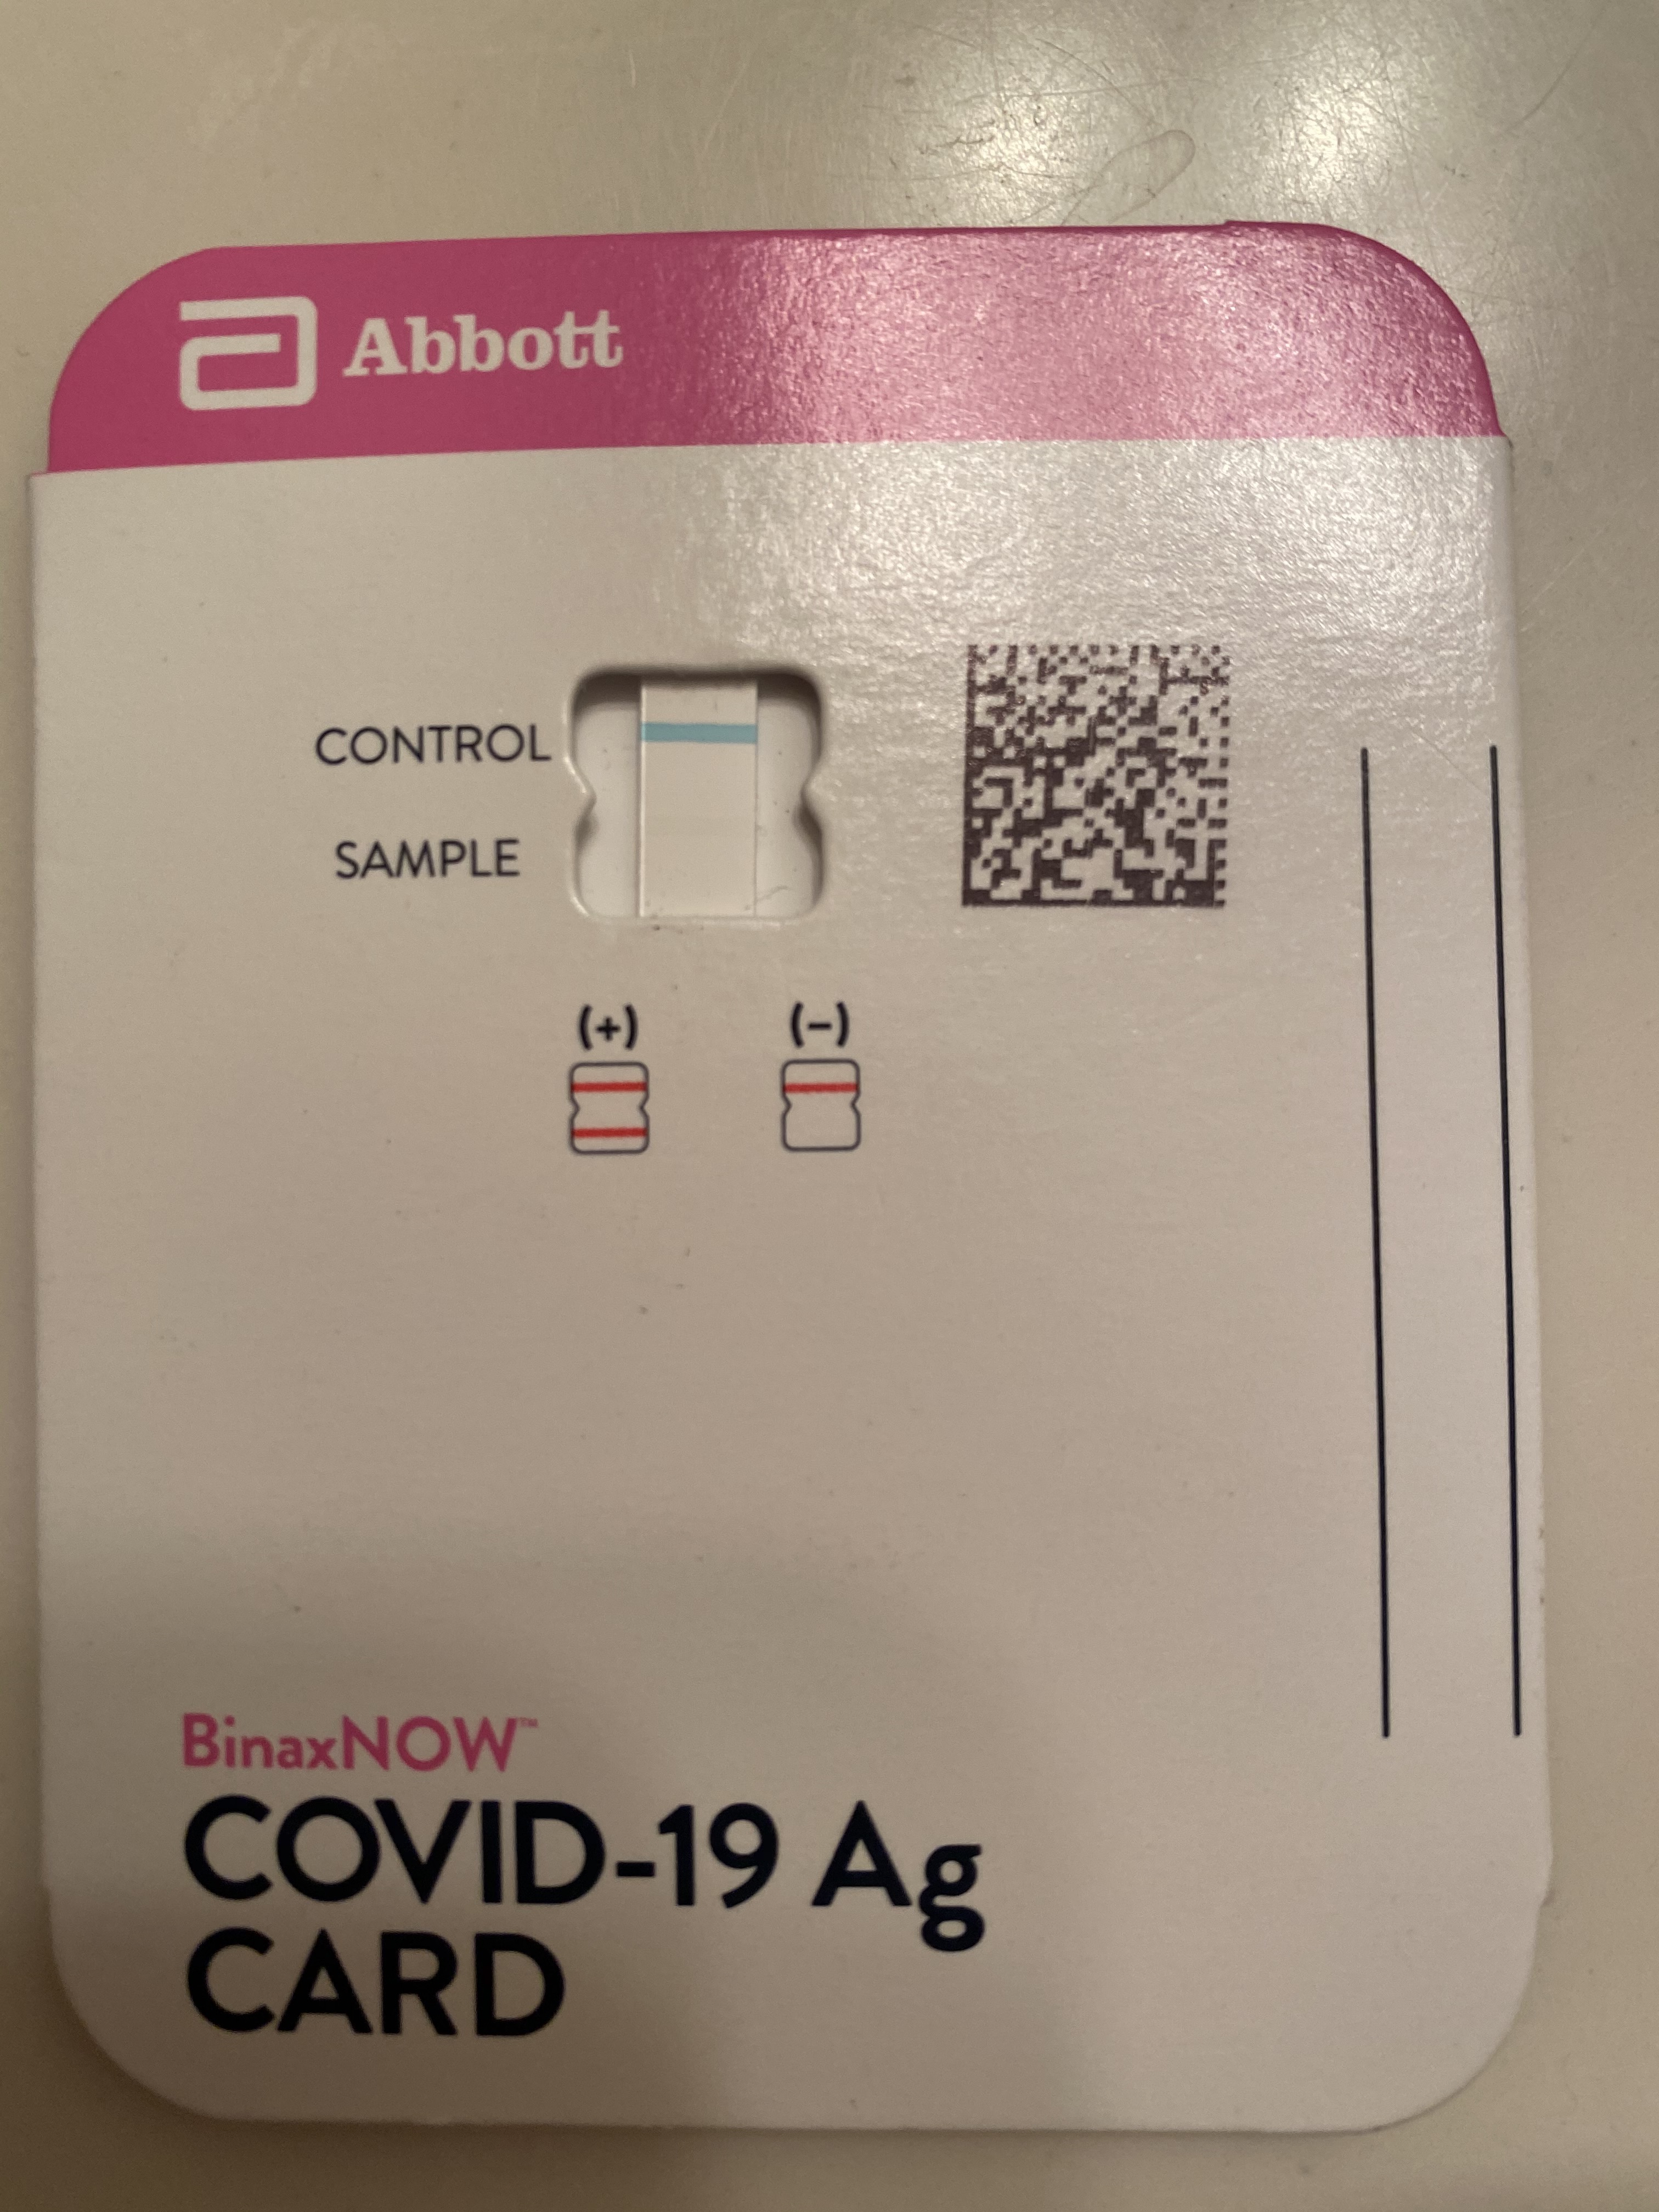 Abbott
CONTROL
SAMPLE
(+) (-)
BinaxNOW™
COVID-19 Ag
CARD